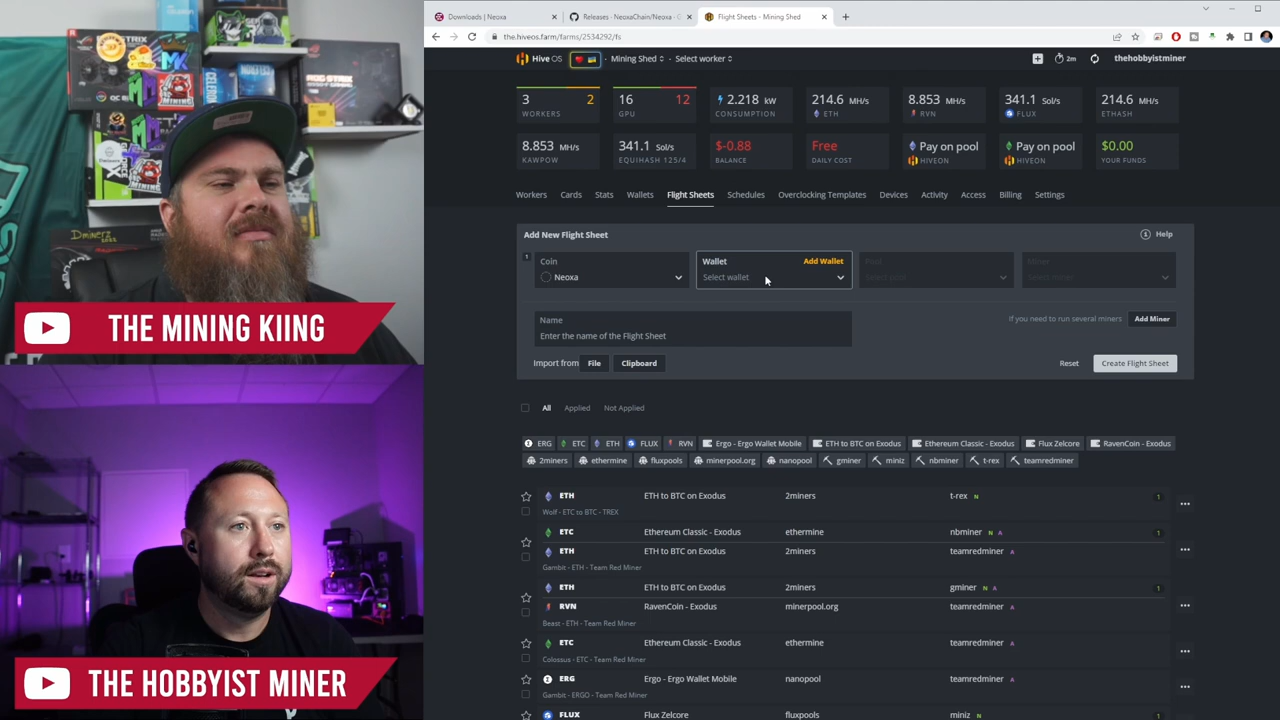 THE MINING KIING
THE HOBBYIST MINER
Downloads | Neoxa
Releases · NeoxaChain/Neoxa · G
Flight Sheets - Mining Shed
the.hiveos.farm/farms/2534292/fs
Hive OS
Mining Shed
Select worker
2m
thehobbyistminer
3 2
WORKERS
16 12
GPU
2.218 kW
CONSUMPTION
214.6 MH/s
ETH
8.853 MH/s
RVN
341.1 Sol/s
FLUX
214.6 MH/s
ETHASH
8.853 MH/s
KAWPOW
341.1 Sol/s
EQUIHASH 125/4
$-0.88
BALANCE
Free
DAILY COST
Pay on pool
HIVEON
Pay on pool
HIVEON
$0.00
YOUR FUNDS
Workers Cards Stats Wallets Flight Sheets Schedules Overclocking Templates Devices Activity Access Billing Settings
Add New Flight Sheet
Help
1
Coin
Neoxa
Wallet Add Wallet
Select wallet
Pool
Select pool
Miner
Select miner
Name
Enter the name of the Flight Sheet
If you need to run several miners Add Miner
Import from File Clipboard
Reset Create Flight Sheet
All Applied Not Applied
ERG ETC ETH FLUX RVN Ergo - Ergo Wallet Mobile ETH to BTC on Exodus Ethereum Classic - Exodus Flux Zelcore RavenCoin - Exodus
2miners ethermine fluxpools minerpool.org nanopool gminer miniz nbminer t-rex teamredminer
ETH ETH to BTC on Exodus 2miners t-rex N 1
Wolf - ETC to BTC - TREX
ETC Ethereum Classic - Exodus ethermine nbminer N A 1
ETH ETH to BTC on Exodus 2miners teamredminer A
Gambit - ETH - Team Red Miner
ETH ETH to BTC on Exodus 2miners gminer N A 1
RVN RavenCoin - Exodus minerpool.org teamredminer A
Beast - ETH - Team Red Miner
ETC Ethereum Classic - Exodus ethermine teamredminer A
Colossus - ETC - Team Red Miner
ERG Ergo - Ergo Wallet Mobile nanopool teamredminer A
Gambit - ERGO - Team Red Miner
FLUX Flux Zelcore fluxpools miniz N